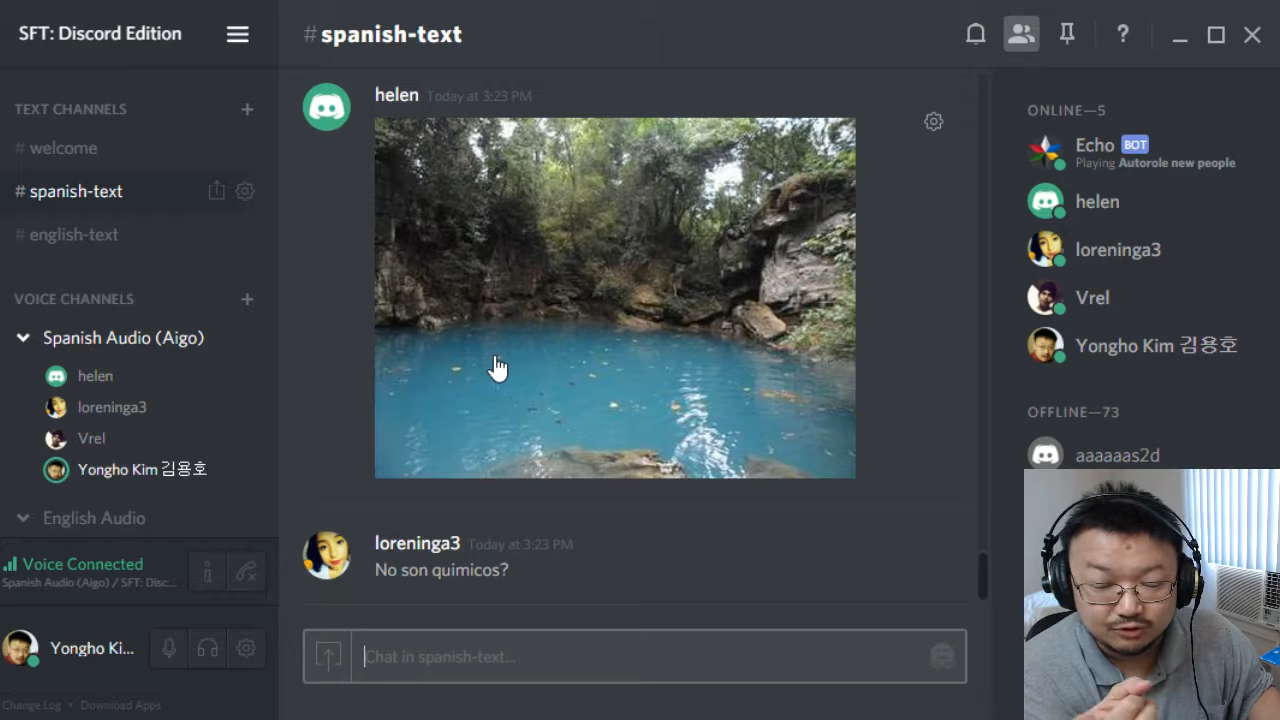 SFT: Discord Edition
# spanish-text
TEXT CHANNELS
# welcome
# spanish-text
# english-text
VOICE CHANNELS
Spanish Audio (Aigo)
helen
loreninga3
Vrel
Yongho Kim 김용호
English Audio
Voice Connected
Spanish Audio (Aigo) / SFT: Disc...
Yongho Ki...
Change Log • Download Apps
helen Today at 3:23 PM
loreninga3 Today at 3:23 PM
No son quimicos?
Chat in spanish-text...
ONLINE—5
Echo BOT
Playing Autorole new people
helen
loreninga3
Vrel
Yongho Kim 김용호
OFFLINE—73
aaaaaas2d